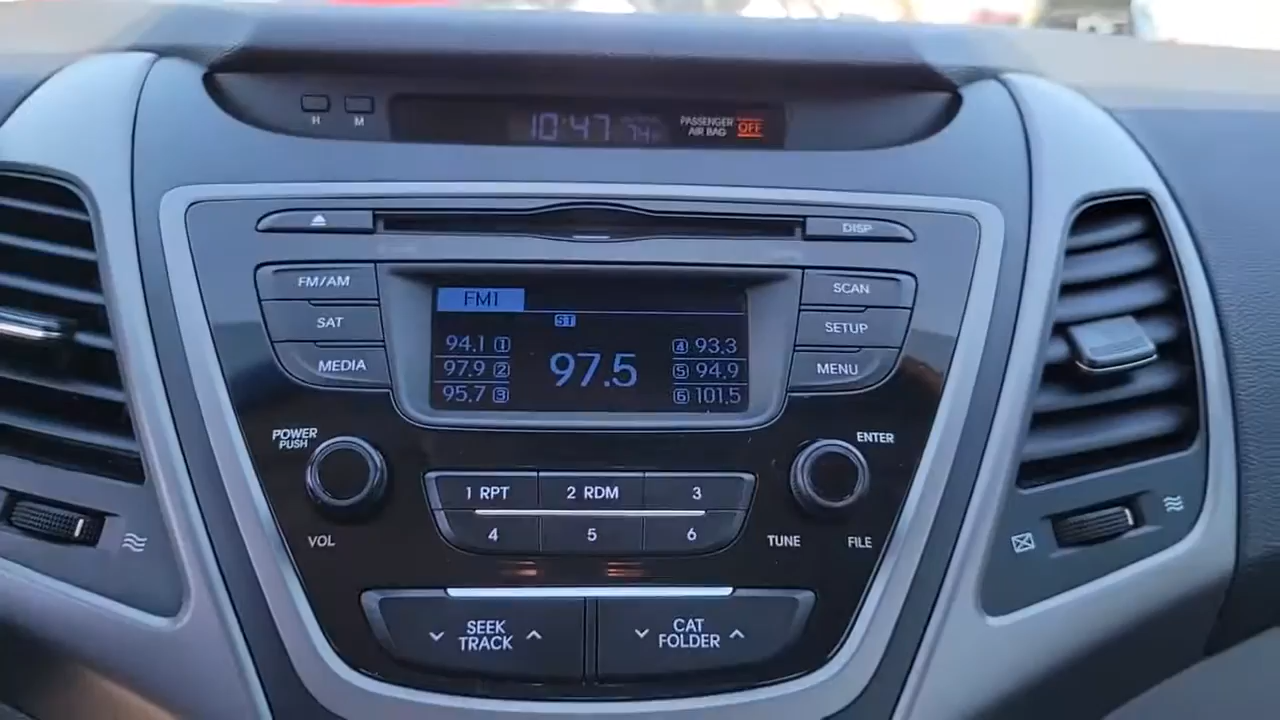 H M
10:47 74
PASSENGER
AIR BAG OFF
DISP
FM/AM
SAT
MEDIA
FM1
ST
94.1 1
97.9 2
95.7 3
97.5
4 93.3
5 94.9
6 101.5
SCAN
SETUP
MENU
POWER
PUSH
VOL
1 RPT 2 RDM 3
4 5 6
ENTER
TUNE FILE
SEEK
TRACK
CAT
FOLDER